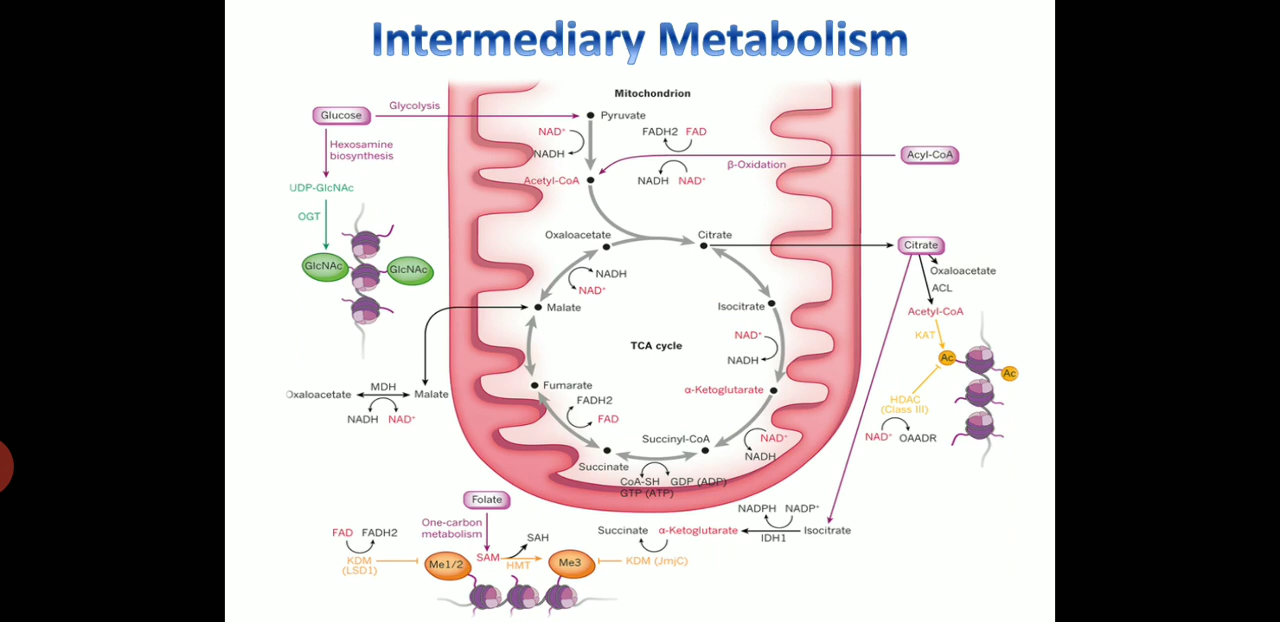 Intermediary Metabolism
Mitochondrion
Glucose
Glycolysis
Pyruvate
NAD⁺
NADH
FADH2 FAD
Acyl-CoA
β-Oxidation
NADH NAD⁺
Acetyl-CoA
Hexosamine
biosynthesis
UDP-GlcNAc
OGT
GlcNAc
GlcNAc
Oxaloacetate
Citrate
Citrate
Oxaloacetate
ACL
Acetyl-CoA
KAT
Ac
Ac
HDAC
(Class III)
NAD⁺ OAADR
NADH
NAD⁺
Malate
Isocitrate
TCA cycle
NAD⁺
NADH
α-Ketoglutarate
Fumarate
FADH2
FAD
Oxaloacetate
MDH
Malate
NADH NAD⁺
Succinyl-CoA
NAD⁺
NADH
Succinate
CoA-SH GDP (ADP)
GTP (ATP)
Folate
One-carbon
metabolism
NADPH NADP⁺
Succinate α-Ketoglutarate
IDH1
Isocitrate
FAD FADH2
KDM
(LSD1)
Me1/2
SAM
SAH
HMT
Me3
KDM (JmjC)